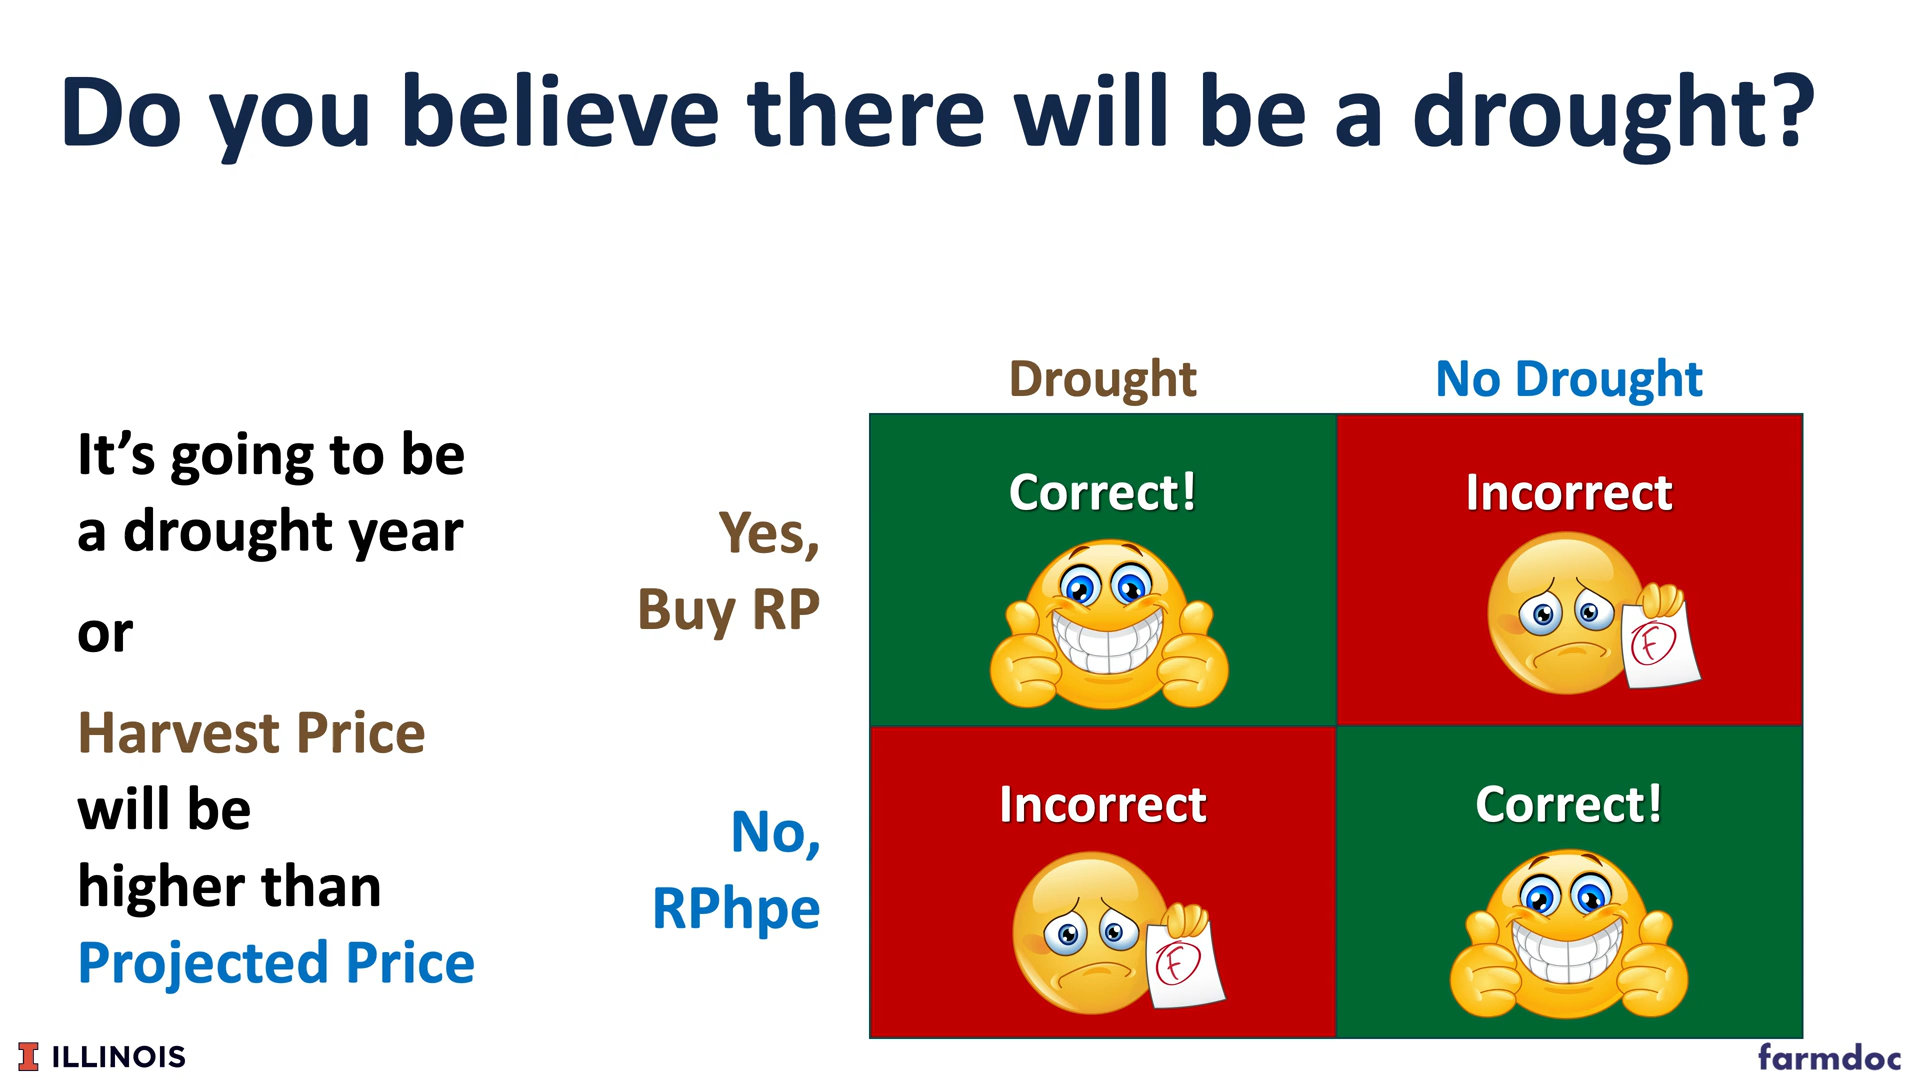 Do you believe there will be a drought?
Drought
No Drought
It’s going to be
a drought year
or
Harvest Price
will be
higher than
Projected Price
Yes,
Buy RP
Correct!
Incorrect
F
No,
RPhpe
Incorrect
F
Correct!
I ILLINOIS
farmdoc